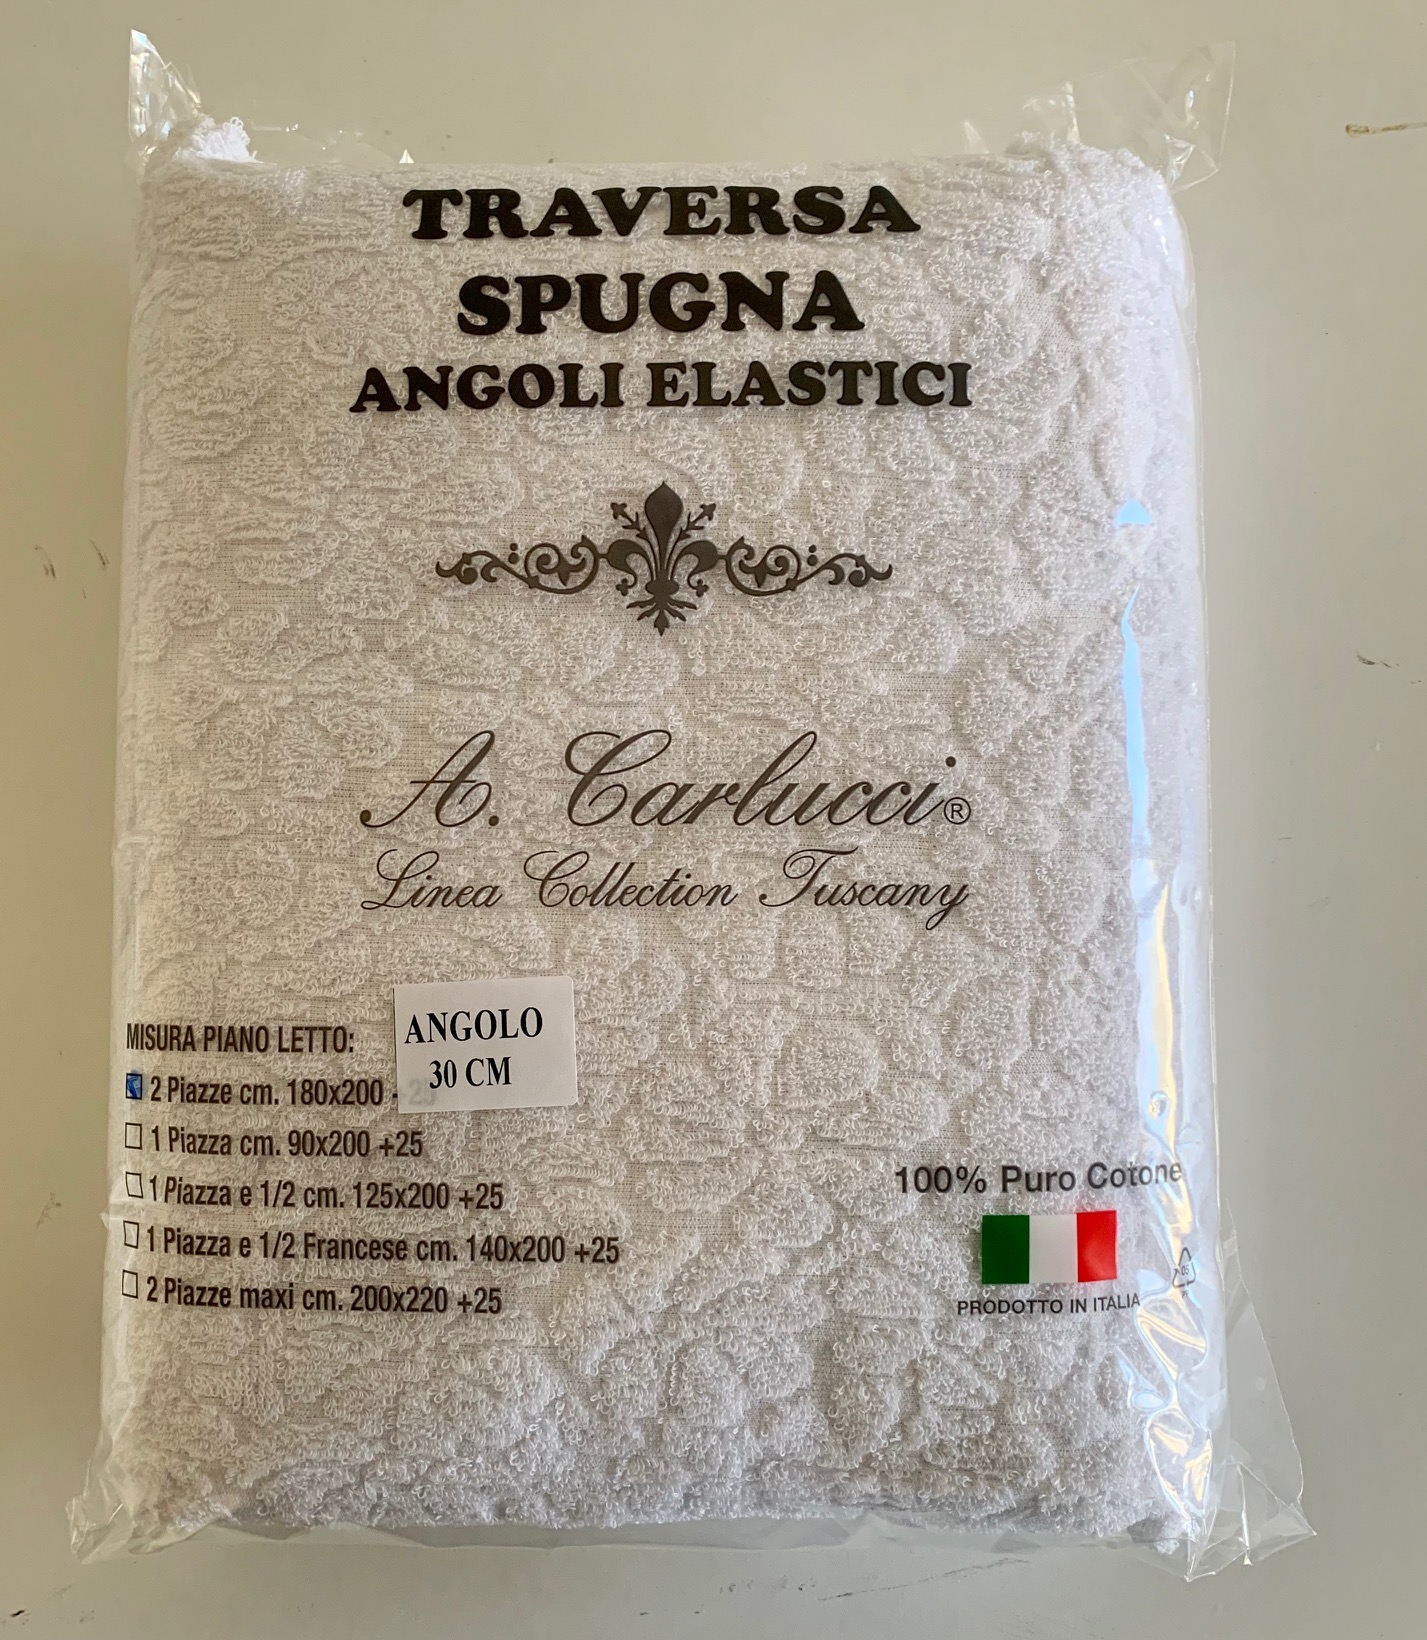 TRAVERSA
SPUGNA
ANGOLI ELASTICI
A. Carlucci®
Linea Collection Tuscany
MISURA PIANO LETTO:
ANGOLO
30 CM
2 Piazze cm. 180x200
1 Piazza cm. 90x200 +25
1 Piazza e 1/2 cm. 125x200 +25
1 Piazza e 1/2 Francese cm. 140x200 +25
2 Piazze maxi cm. 200x220 +25
100% Puro Cotone
PRODOTTO IN ITALIA